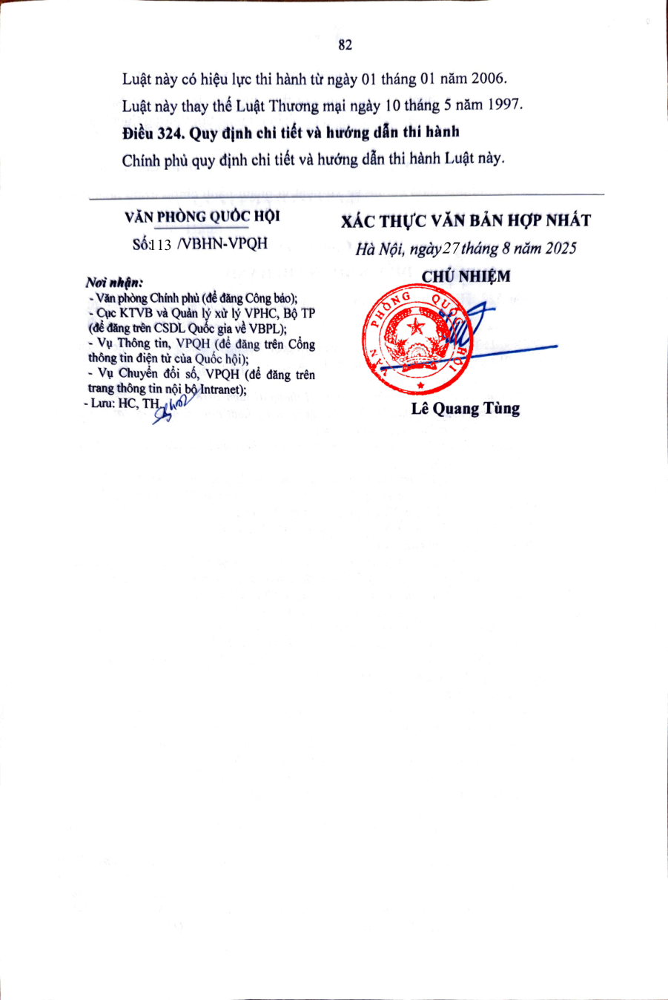 82
Luật này có hiệu lực thi hành từ ngày 01 tháng 01 năm 2006.
Luật này thay thế Luật Thương mại ngày 10 tháng 5 năm 1997.
Điều 324. Quy định chi tiết và hướng dẫn thi hành
Chính phủ quy định chi tiết và hướng dẫn thi hành Luật này.
VĂN PHÒNG QUỐC HỘI
Số:113 /VBHN-VPQH
Nơi nhận:
- Văn phòng Chính phủ (để đăng Công báo);
- Cục KTVB và Quản lý xử lý VPHC, Bộ TP
(để đăng trên CSDL Quốc gia về VBPL);
- Vụ Thông tin, VPQH (để đăng trên Cổng
thông tin điện tử của Quốc hội);
- Vụ Chuyển đổi số, VPQH (để đăng trên
trang thông tin nội bộ Intranet);
- Lưu: HC, TH.
XÁC THỰC VĂN BẢN HỢP NHẤT
Hà Nội, ngày 27 tháng 8 năm 2025
CHỦ NHIỆM
VĂN PHÒNG QUỐC HỘI
Lê Quang Tùng